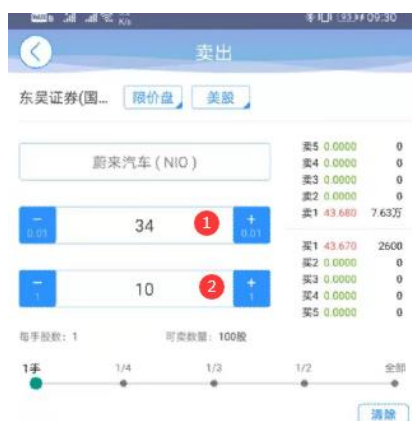 K/s 93 09:30
卖出
东吴证券(国... 限价盘 美股
蔚来汽车 ( NIO )
- 0.01 34 1 + 0.01
- 1 10 2 + 1
每手股数: 1 可卖数量: 100股
卖5 0.0000 0
卖4 0.0000 0
卖3 0.0000 0
卖2 0.0000 0
卖1 43.680 7.63万
买1 43.670 2600
买2 0.0000 0
买3 0.0000 0
买4 0.0000 0
买5 0.0000 0
1手 1/4 1/3 1/2 全部
清除